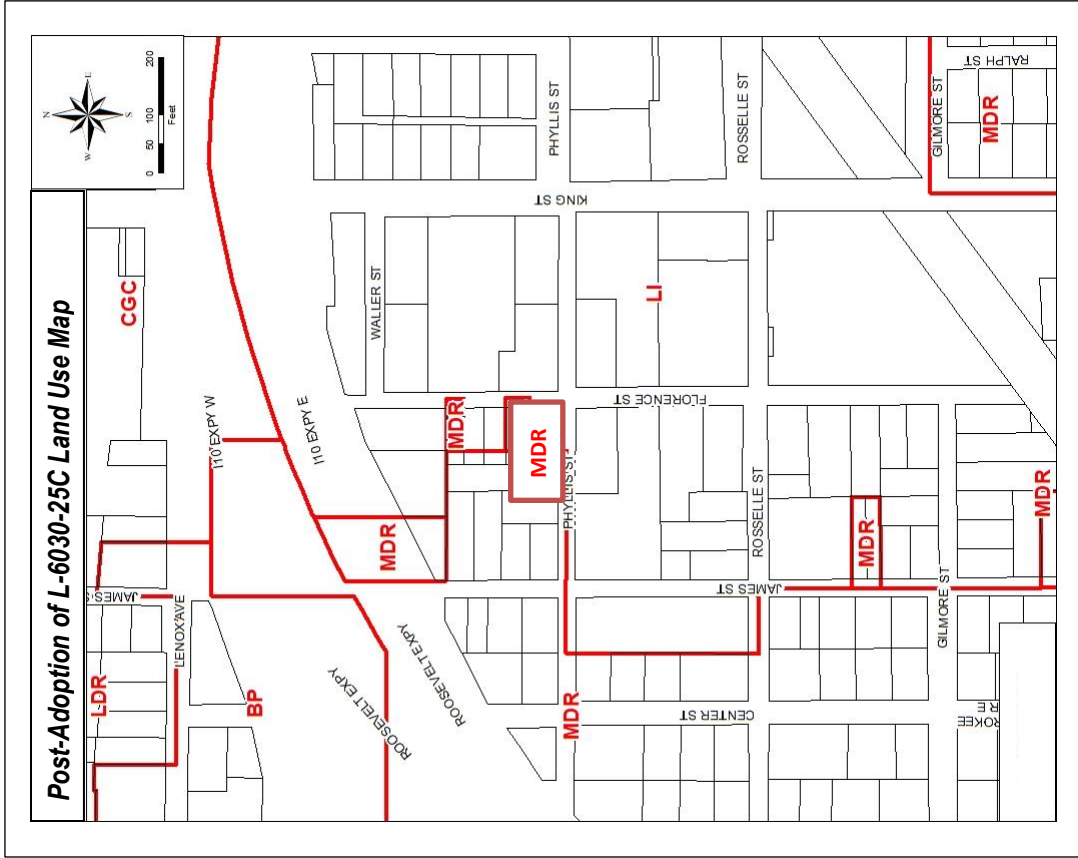 Post-Adoption of L-6030-25C Land Use Map
N
E
S
W
0
50
100
200
Feet
CGC
I10 EXPY W
I10 EXPY E
WALLER ST
PHYLLIS ST
ROSSELLE ST
GILMORE ST
RALPH ST
MDR
KING ST
LI
MDR
MDR
FLORENCE ST
PHYLLIS ST
ROSSELLE ST
MDR
MDR
MDR
JAMES ST
GILMORE ST
JAMES S
LENOX AVE
LDR
BP
ROOSEVELT EXPY
ROOSEVELT EXPY
MDR
CENTER ST
ROKEE
RE